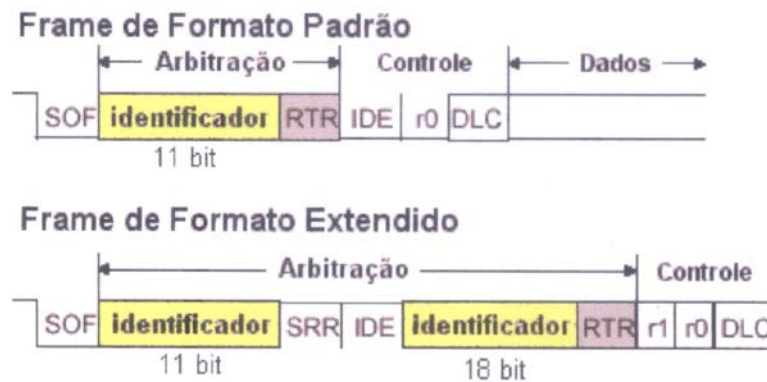 Frame de Formato Padrão
Arbitração Controle Dados
SOF identificador RTR IDE r0 DLC
11 bit
Frame de Formato Extendido
Arbitração Controle
SOF identificador SRR IDE identificador RTR r1 r0 DLC
11 bit 18 bit